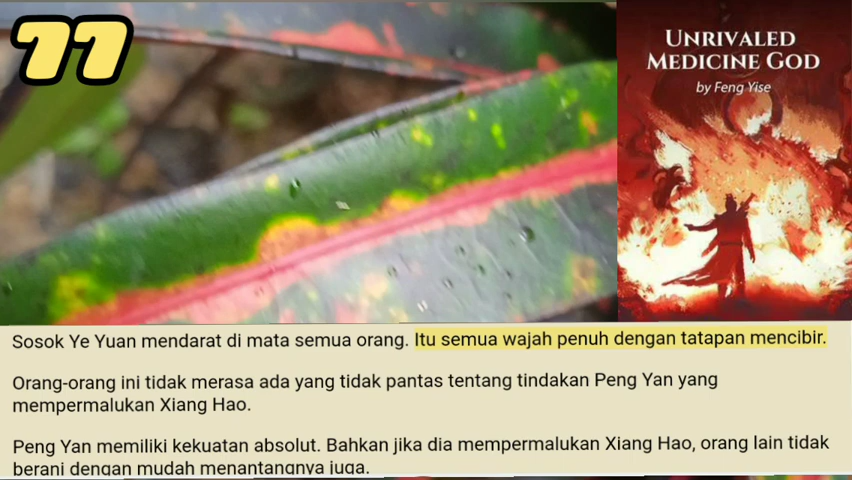 77
UNRIVALED
MEDICINE GOD
by Feng Yise
Sosok Ye Yuan mendarat di mata semua orang. Itu semua wajah penuh dengan tatapan mencibir.
Orang-orang ini tidak merasa ada yang tidak pantas tentang tindakan Peng Yan yang
mempermalukan Xiang Hao.
Peng Yan memiliki kekuatan absolut. Bahkan jika dia mempermalukan Xiang Hao, orang lain tidak
berani dengan mudah menantangnya juga.